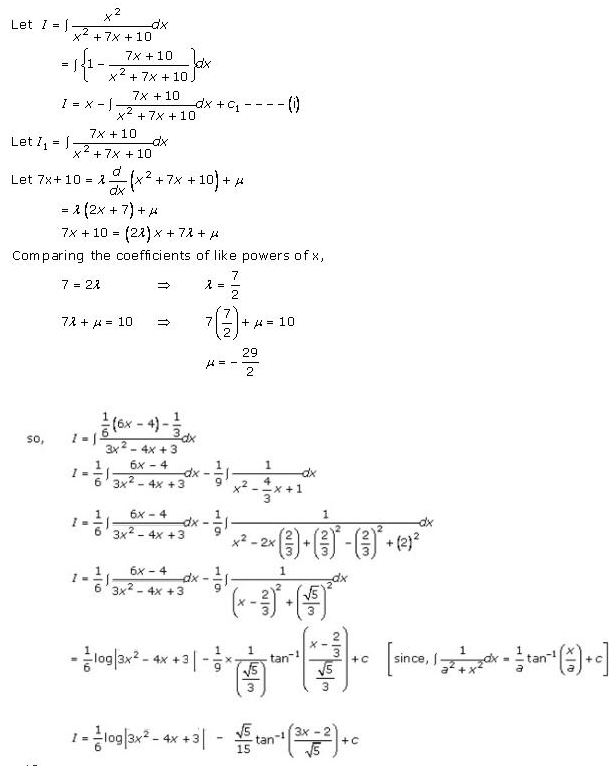 Let I = ∫ x²/(x² + 7x + 10) dx
= ∫{1 − (7x + 10)/(x² + 7x + 10)}dx
I = x − ∫ (7x + 10)/(x² + 7x + 10) dx + c₁ − − − − (i)
Let I₁ = ∫ (7x + 10)/(x² + 7x + 10) dx
Let 7x + 10 = λ d/dx (x² + 7x + 10) + μ
= λ(2x + 7) + μ
7x + 10 = (2λ)x + 7λ + μ
Comparing the coefficients of like powers of x,
7 = 2λ ⇒ λ = 7/2
7λ + μ = 10 ⇒ 7(7/2) + μ = 10
μ = − 29/2
so, I = ∫ (1/6 (6x − 4) − 1/3)/(3x² − 4x + 3) dx
I = 1/6 ∫ (6x − 4)/(3x² − 4x + 3) dx − 1/9 ∫ 1/(x² − 4/3 x + 1) dx
I = 1/6 ∫ (6x − 4)/(3x² − 4x + 3) dx − 1/9 ∫ 1/(x² − 2x(2/3) + (2/3)² − (2/3)² + (2)²) dx
I = 1/6 ∫ (6x − 4)/(3x² − 4x + 3) dx − 1/9 ∫ 1/((x − 2/3)² + (√5/3)²) dx
= 1/6 log|3x² − 4x + 3| − 1/9 × 1/(√5/3) tan⁻¹((x − 2/3)/(√5/3)) + c [since, ∫ 1/(a² + x²) dx = 1/a tan⁻¹(x/a) + c]
I = 1/6 log|3x² − 4x + 3| − √5/15 tan⁻¹((3x − 2)/√5) + c